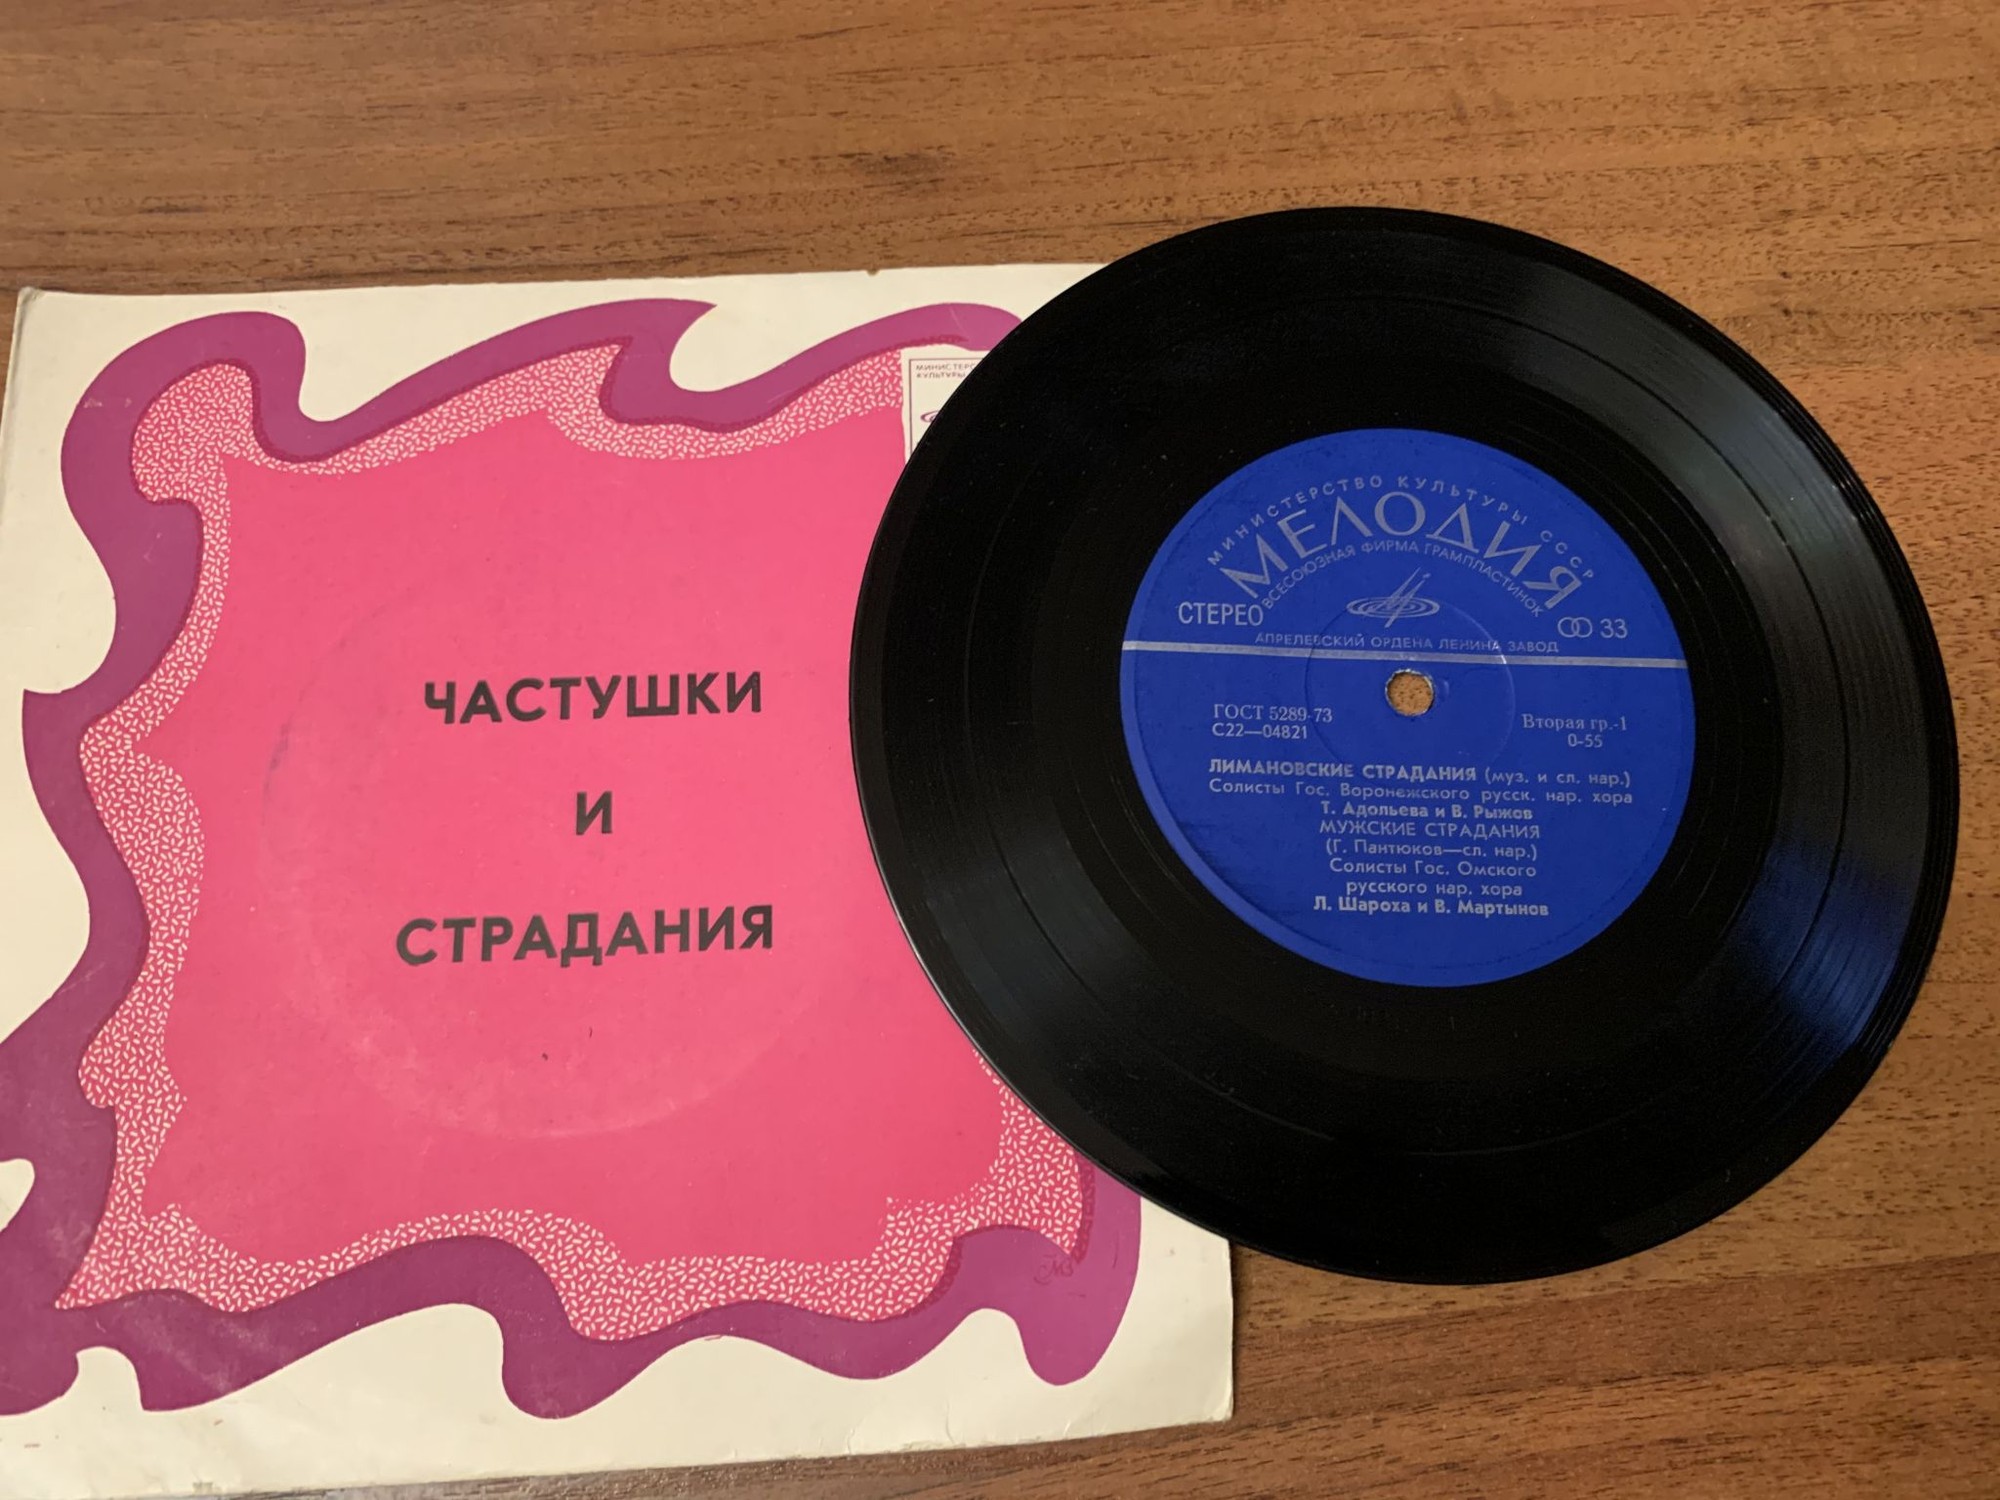 ЧАСТУШКИ
И
СТРАДАНИЯ
МИНИСТЕРСТВО КУЛЬТУРЫ СССР
МЕЛОДИЯ
ВСЕСОЮЗНАЯ ФИРМА ГРАМПЛАСТИНОК
СТЕРЕО
33
АПРЕЛЕВСКИЙ ОРДЕНА ЛЕНИНА ЗАВОД
ГОСТ 5289-73
С22—04821
Вторая гр.-1
0-55
ЛИМАНОВСКИЕ СТРАДАНИЯ (муз. и сл. нар.)
Солисты Гос. Воронежского русск. нар. хора
Т. Адольева и В. Рыжов
МУЖСКИЕ СТРАДАНИЯ
(Г. Пантюков—сл. нар.)
Солисты Гос. Омского
русского нар. хора
Л. Шароха и В. Мартынов